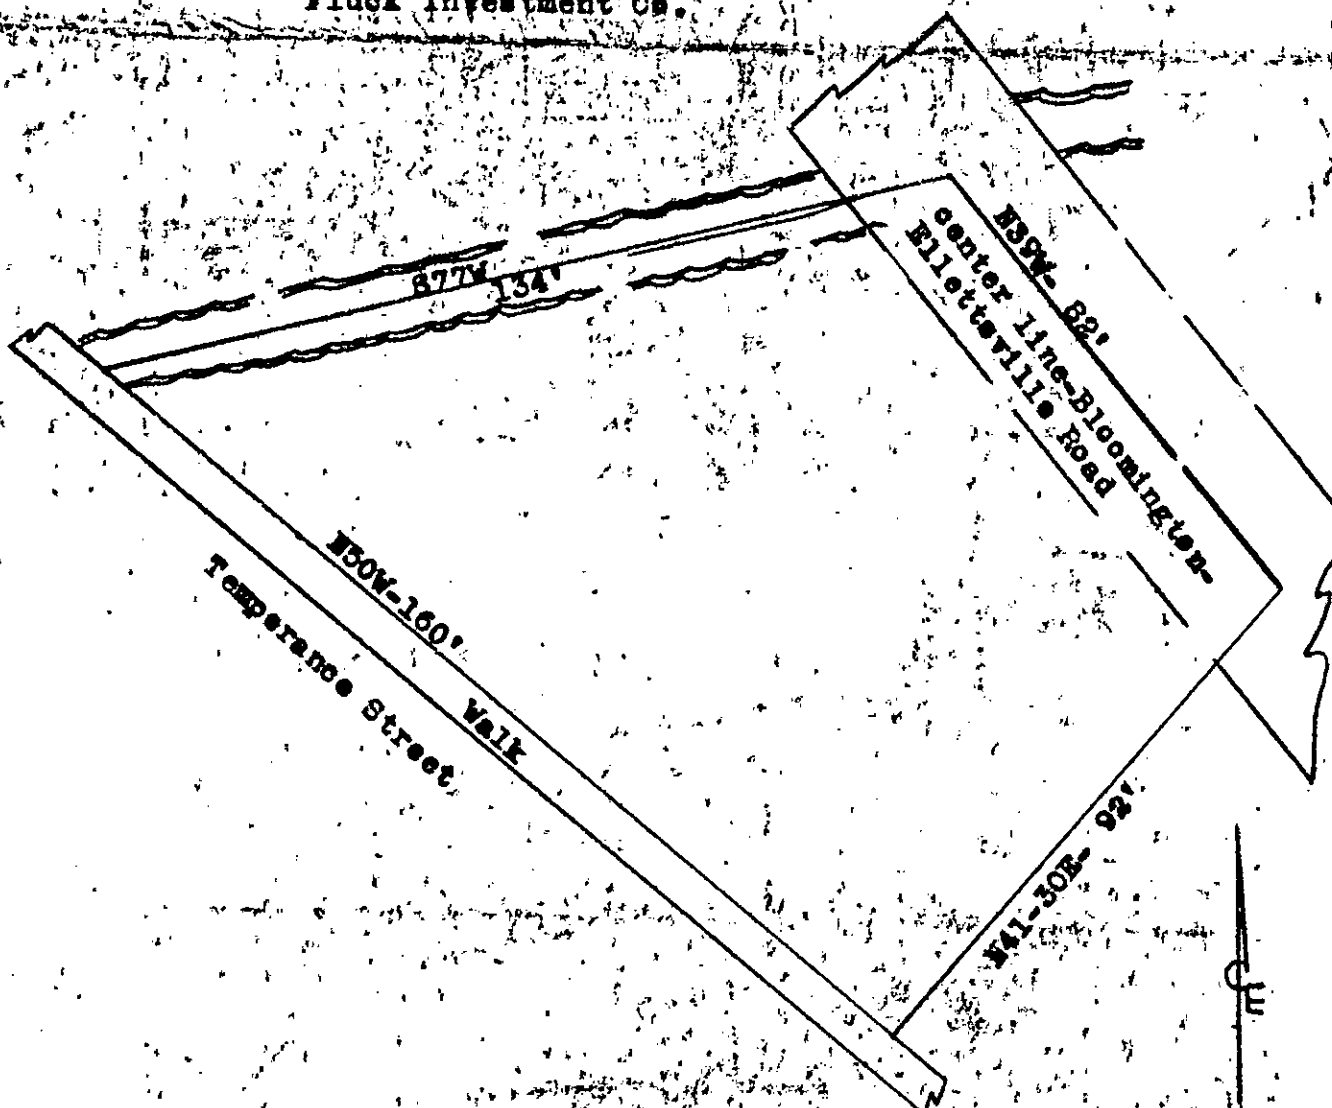 Investment Co.
S77W 134'
N39W- 82'
center line-Bloomington-
Ellettsville Road
N50W-160'
Walk
Temperance Street
N41-30E- 92'